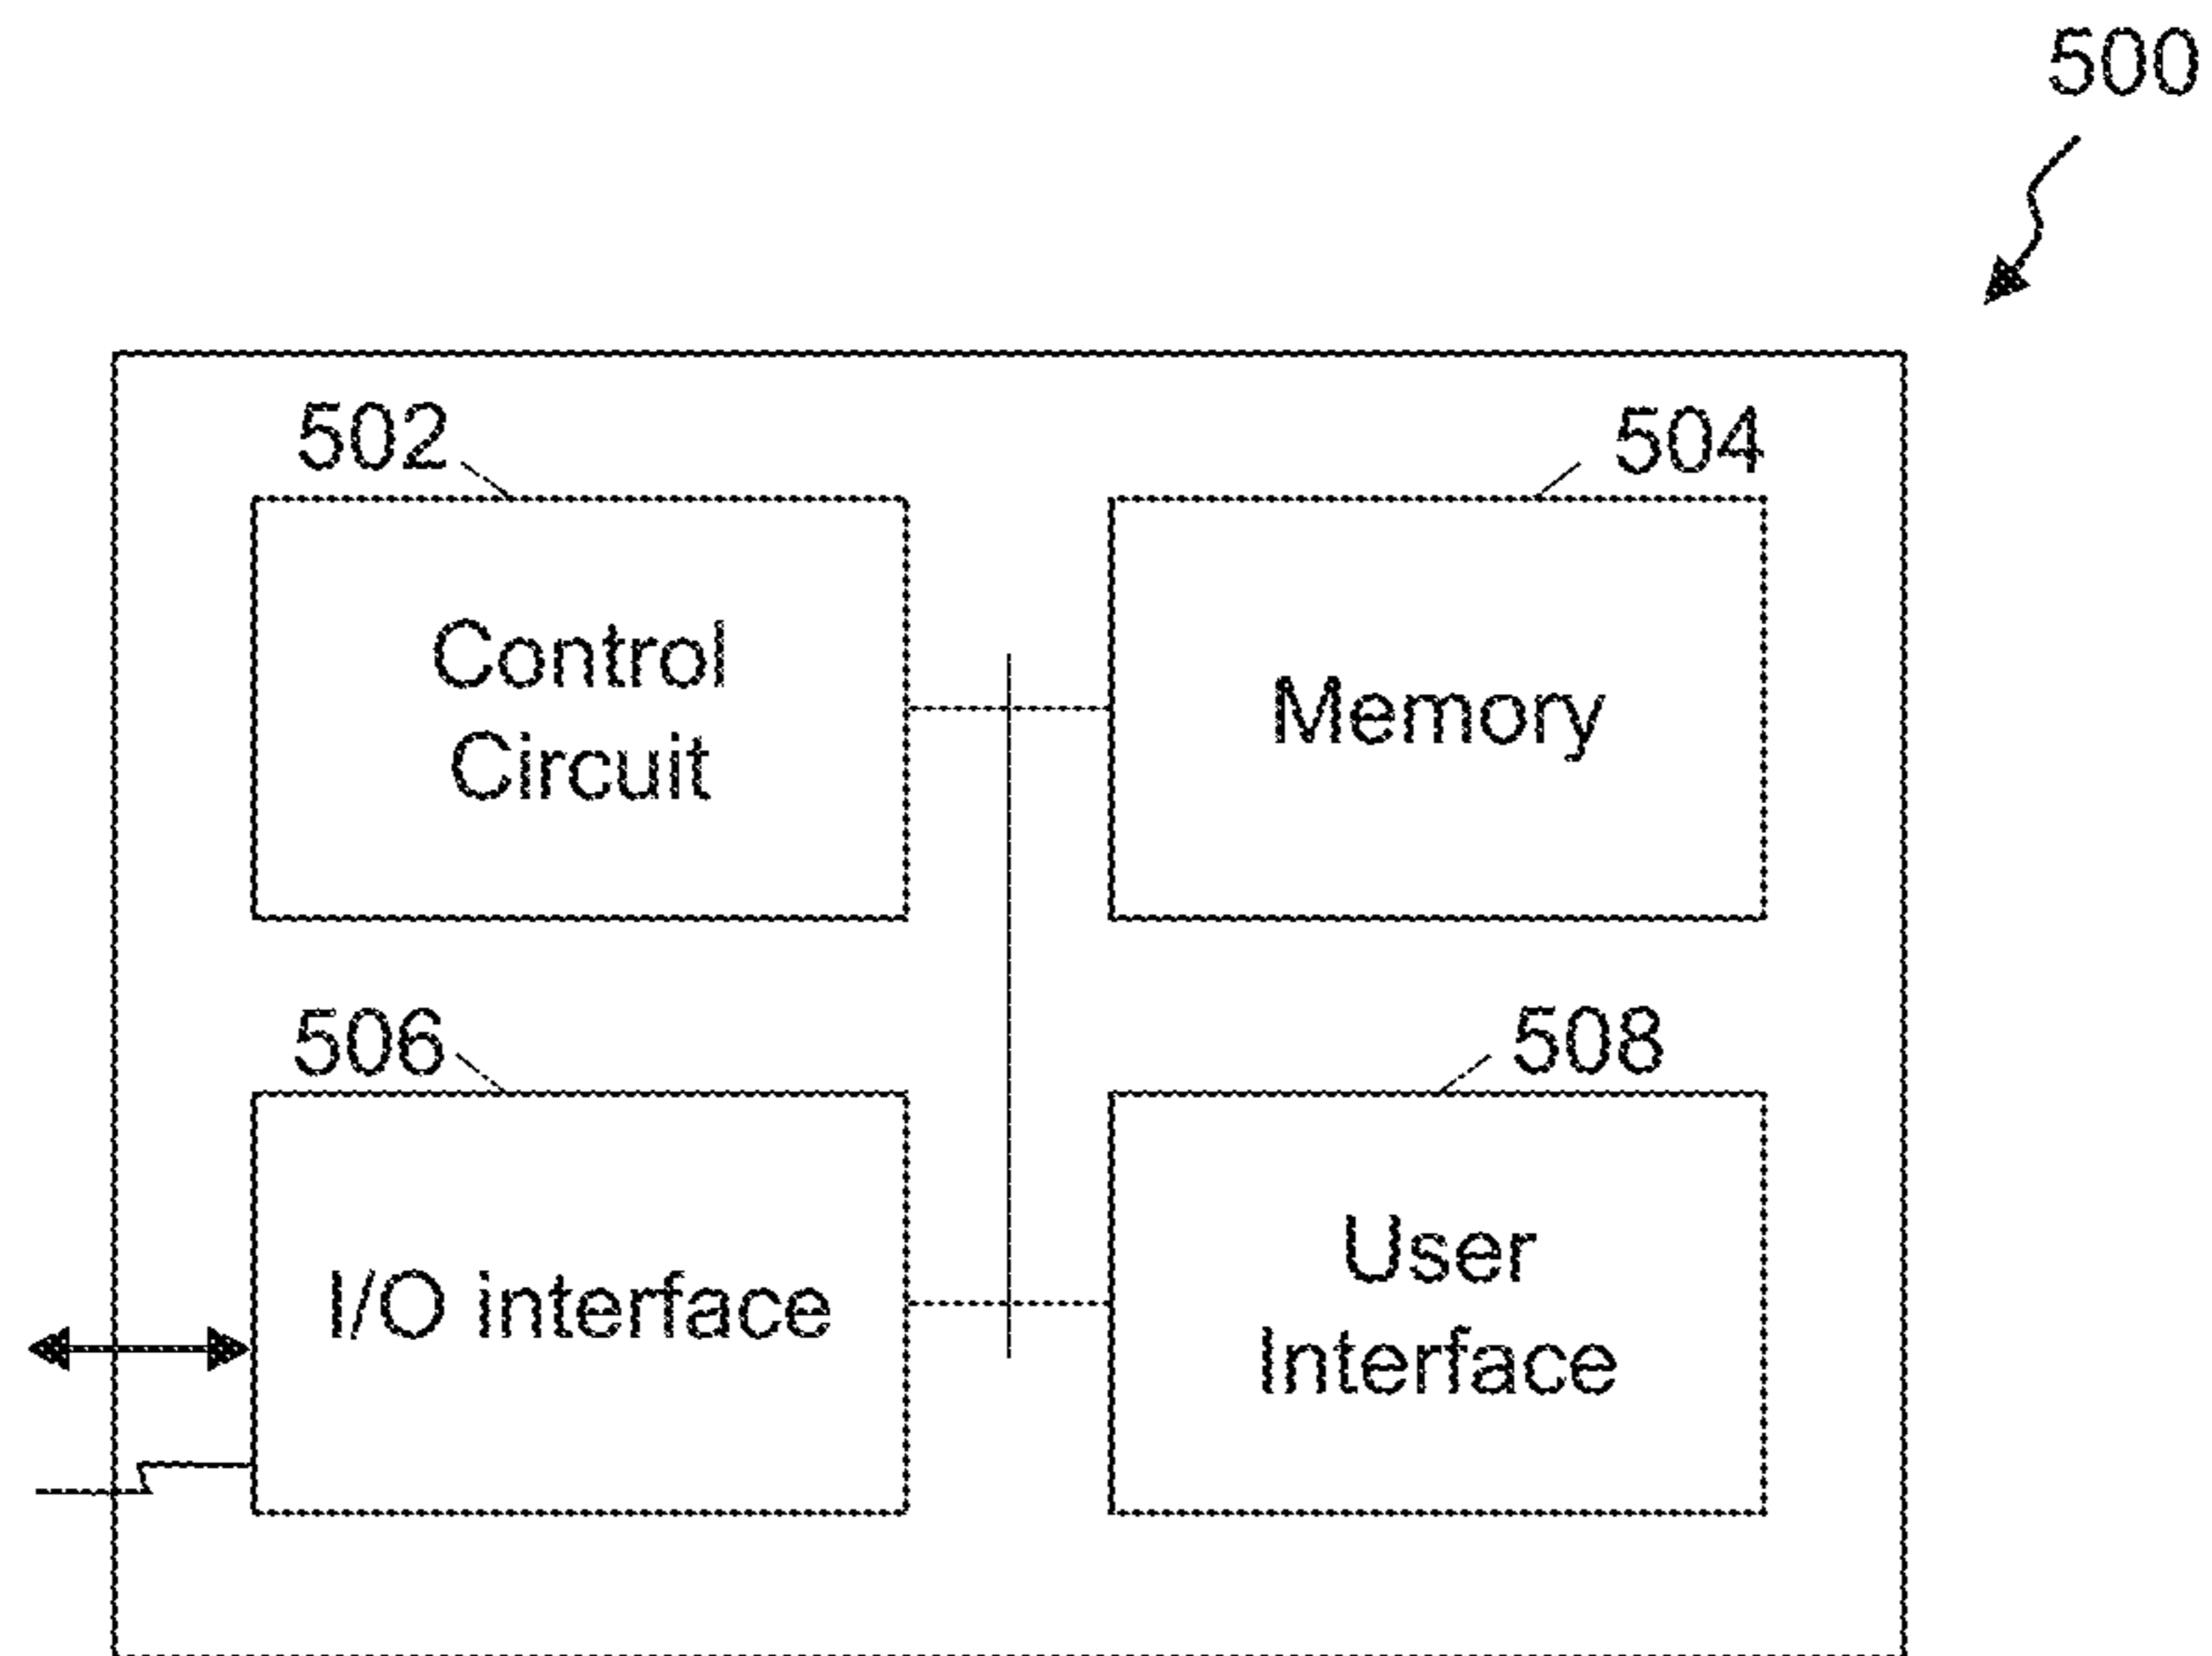 500
502
504
Control
Circuit
Memory
506
508
I/O interface
User
Interface